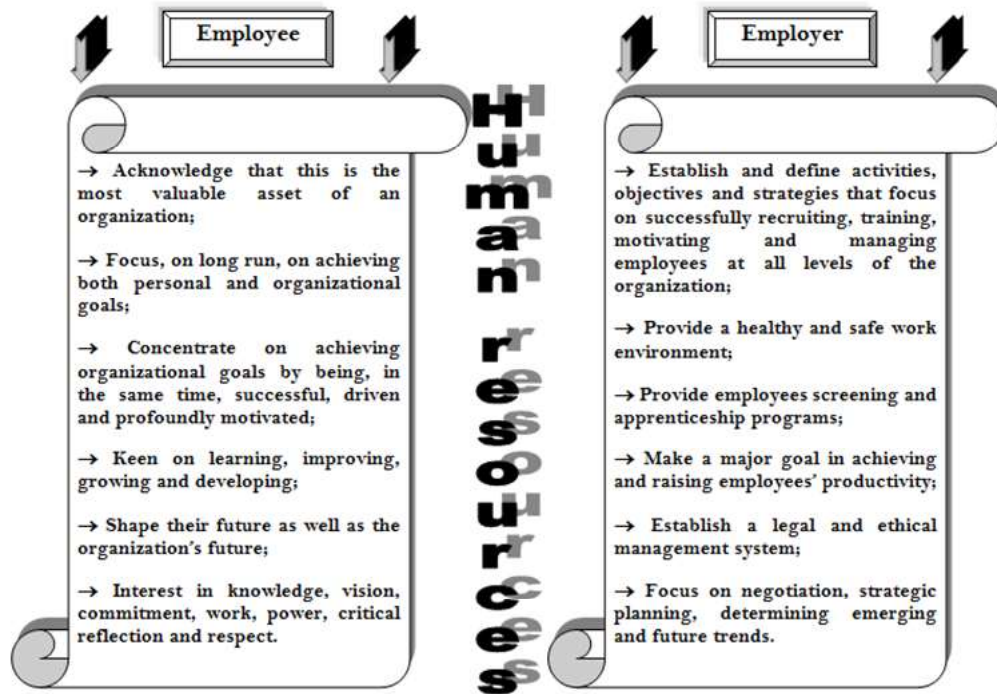 Employee
→ Acknowledge that this is the
most valuable asset of an
organization;
→ Focus, on long run, on achieving
both personal and organizational
goals;
→ Concentrate on achieving
organizational goals by being, in
the same time, successful, driven
and profoundly motivated;
→ Keen on learning, improving,
growing and developing;
→ Shape their future as well as the
organization's future;
→ Interest in knowledge, vision,
commitment, work, power, critical
reflection and respect.
Human resources
Employer
→ Establish and define activities,
objectives and strategies that focus
on successfully recruiting, training,
motivating and managing
employees at all levels of the
organization;
→ Provide a healthy and safe work
environment;
→ Provide employees screening and
apprenticeship programs;
→ Make a major goal in achieving
and raising employees' productivity;
→ Establish a legal and ethical
management system;
→ Focus on negotiation, strategic
planning, determining emerging
and future trends.